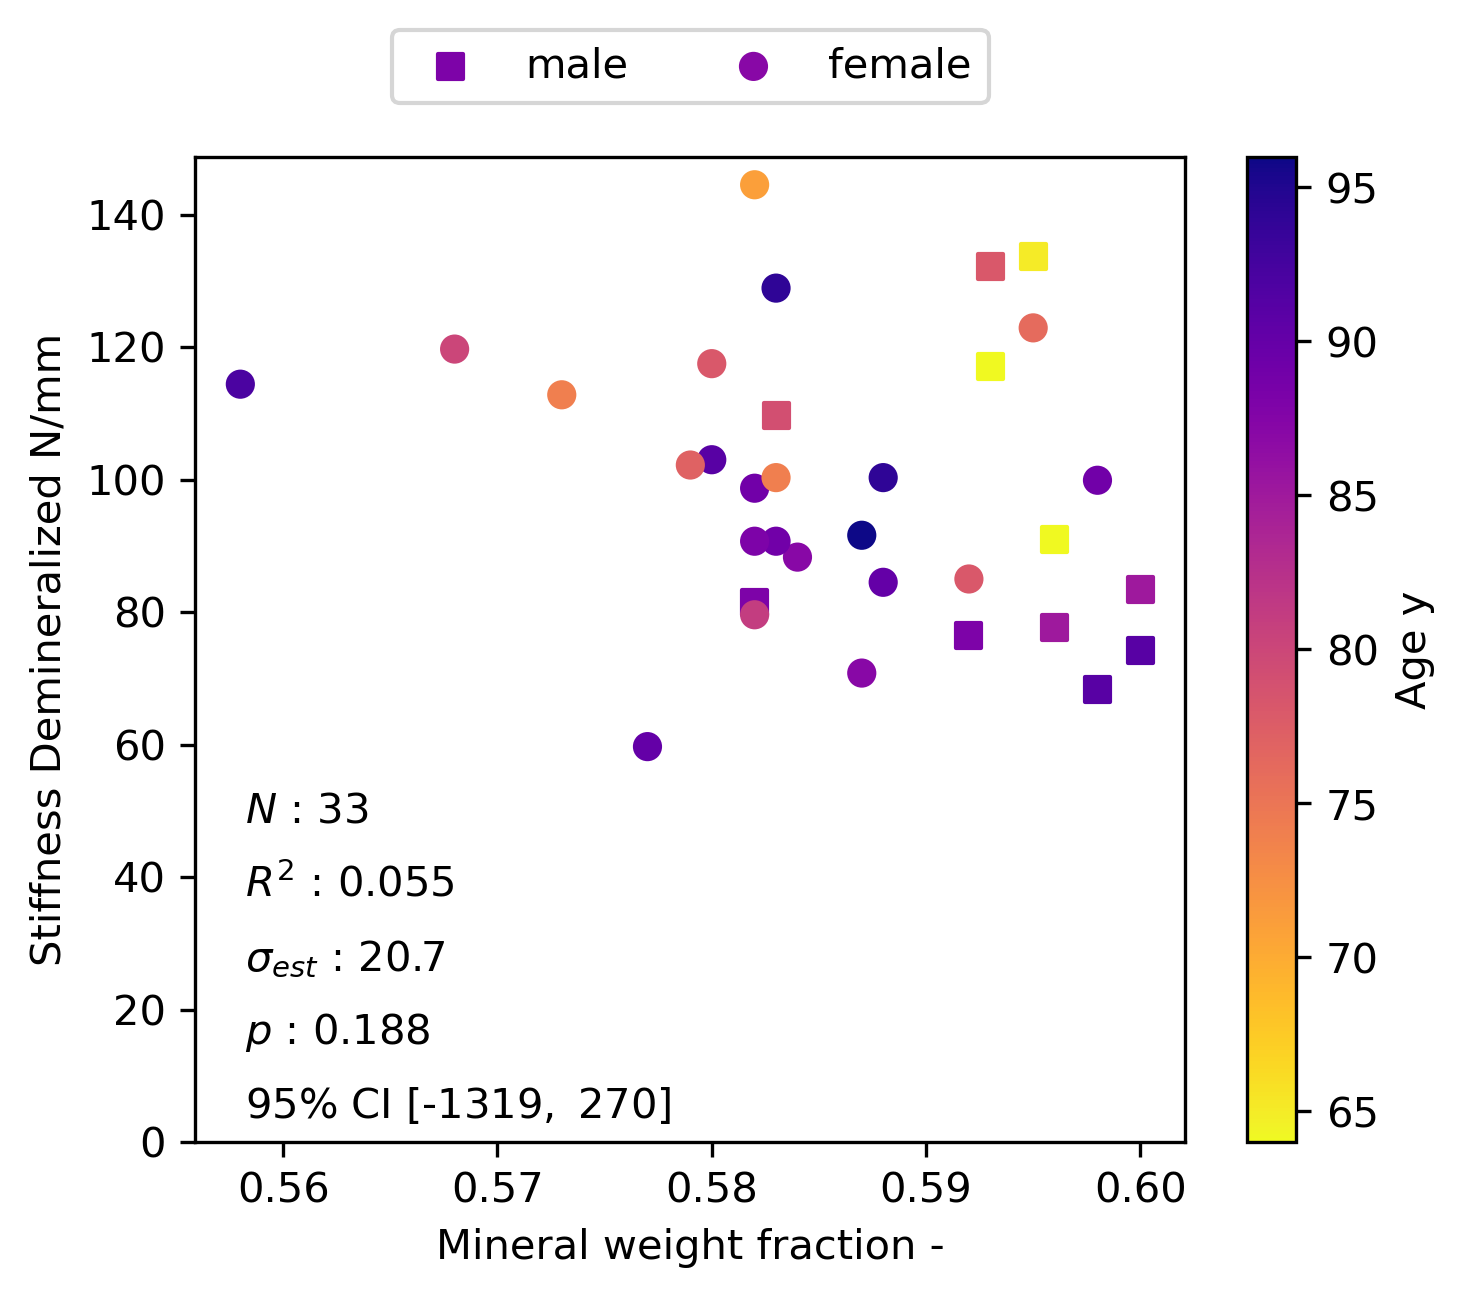 male female
Stiffness Demineralized N/mm
140
120
100
80
60
40
20
0
N : 33
R² : 0.055
σest : 20.7
p : 0.188
95% CI [-1319, 270]
0.56 0.57 0.58 0.59 0.60
Mineral weight fraction -
95
90
85
80
75
70
65
Age y